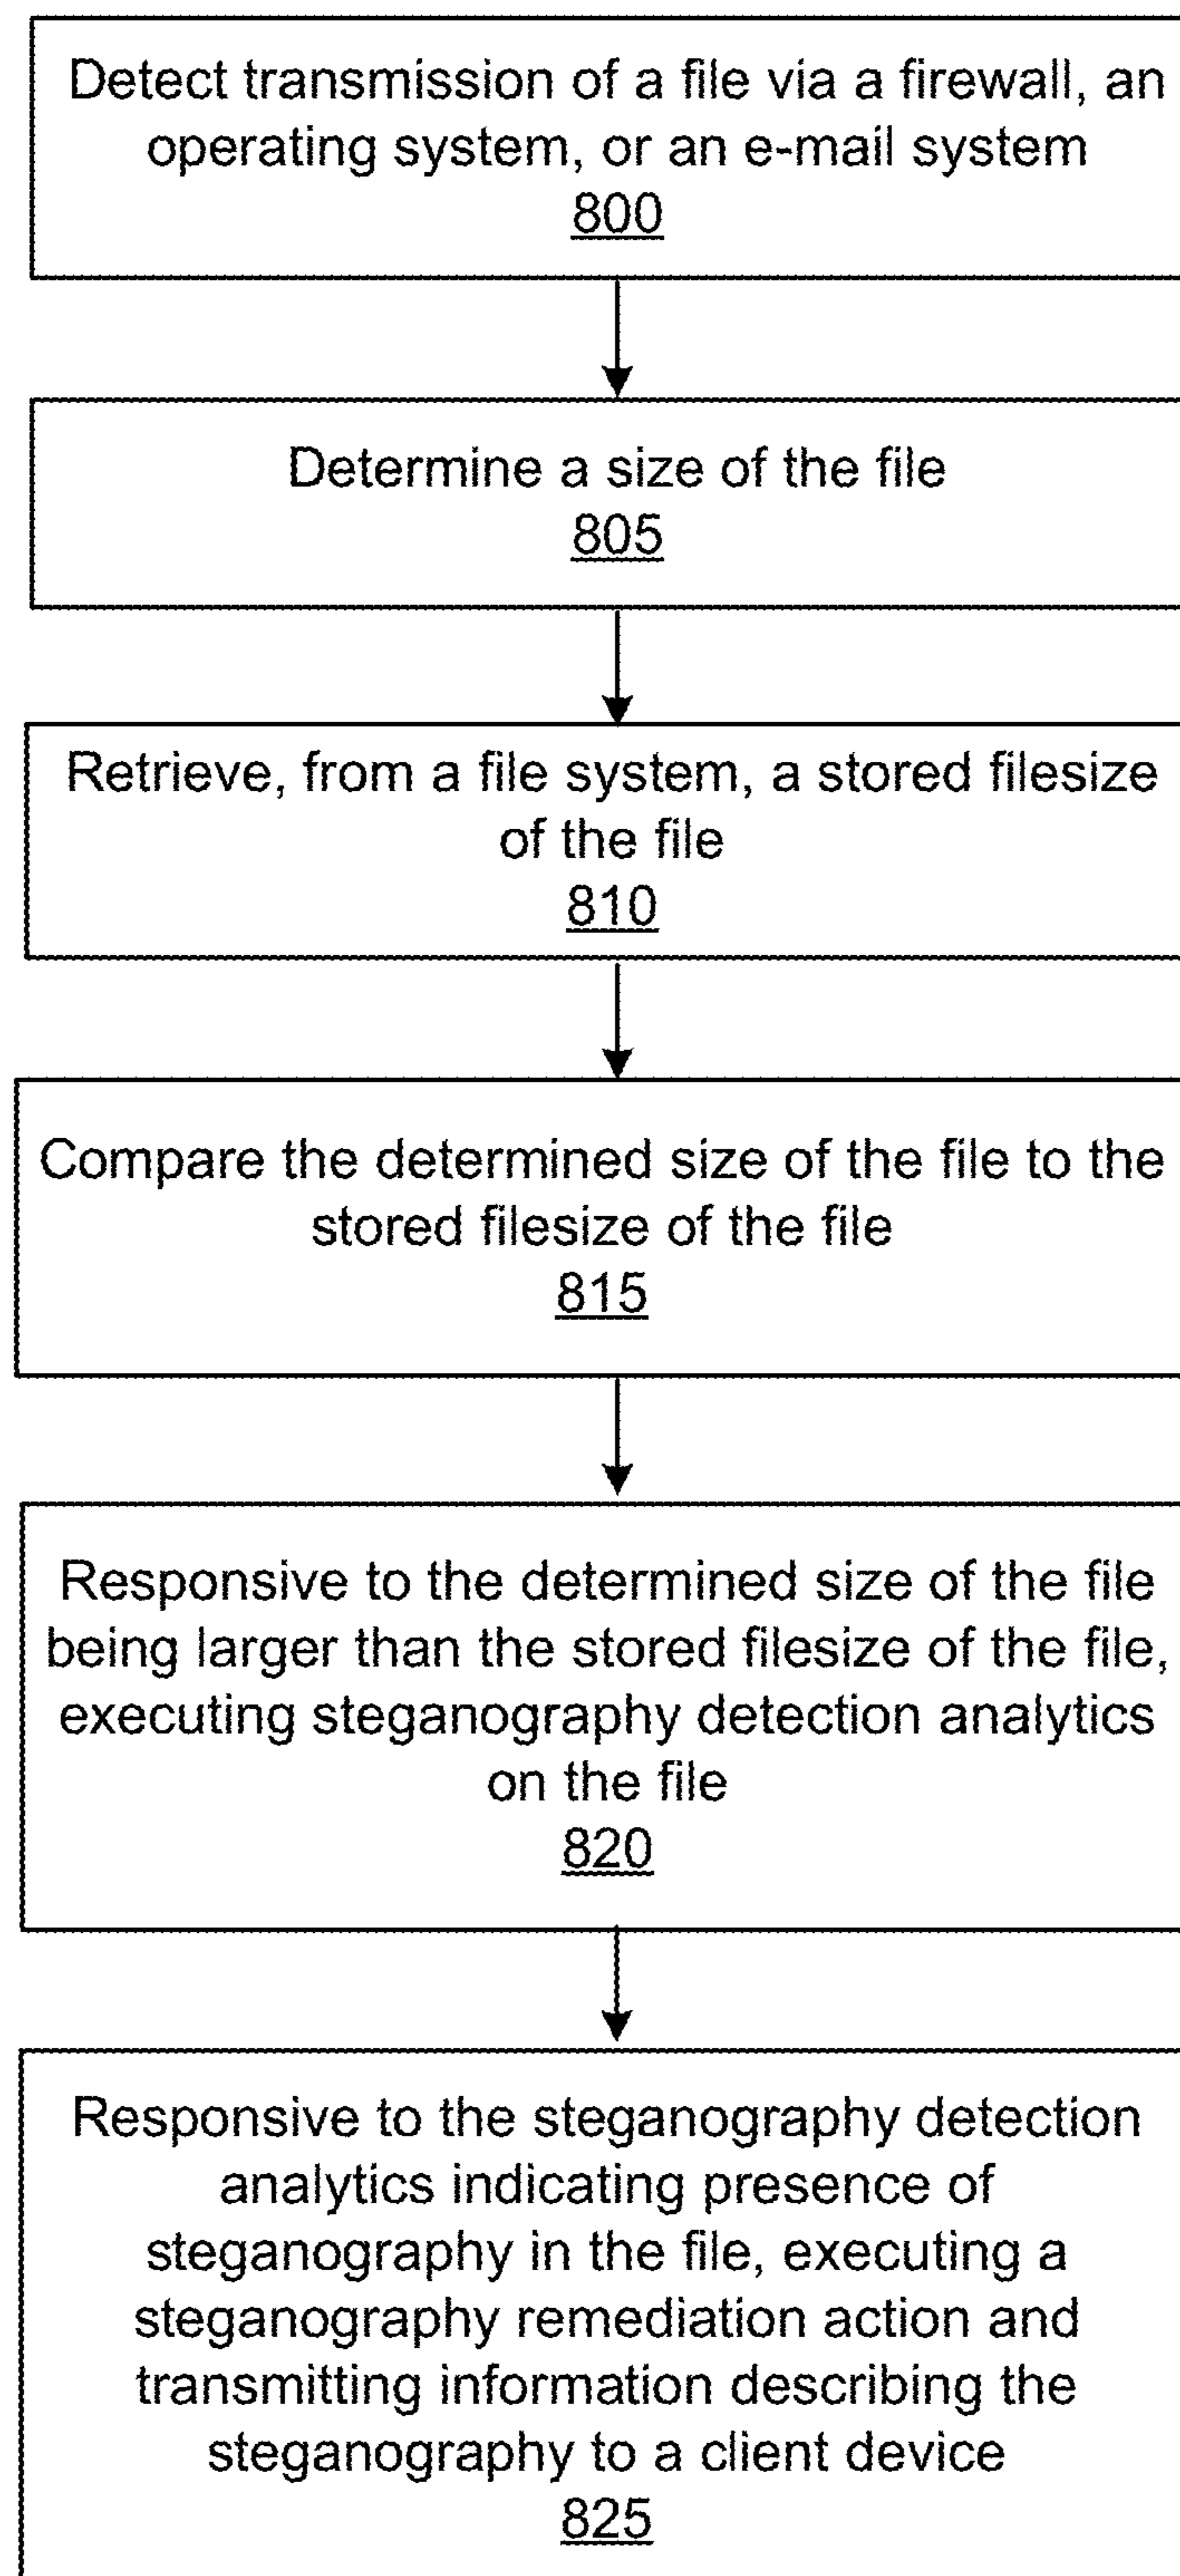 Detect transmission of a file via a firewall, an
operating system, or an e-mail system
800
Determine a size of the file
805
Retrieve, from a file system, a stored filesize
of the file
810
Compare the determined size of the file to the
stored filesize of the file
815
Responsive to the determined size of the file
being larger than the stored filesize of the file,
executing steganography detection analytics
on the file
820
Responsive to the steganography detection
analytics indicating presence of
steganography in the file, executing a
steganography remediation action and
transmitting information describing the
steganography to a client device
825